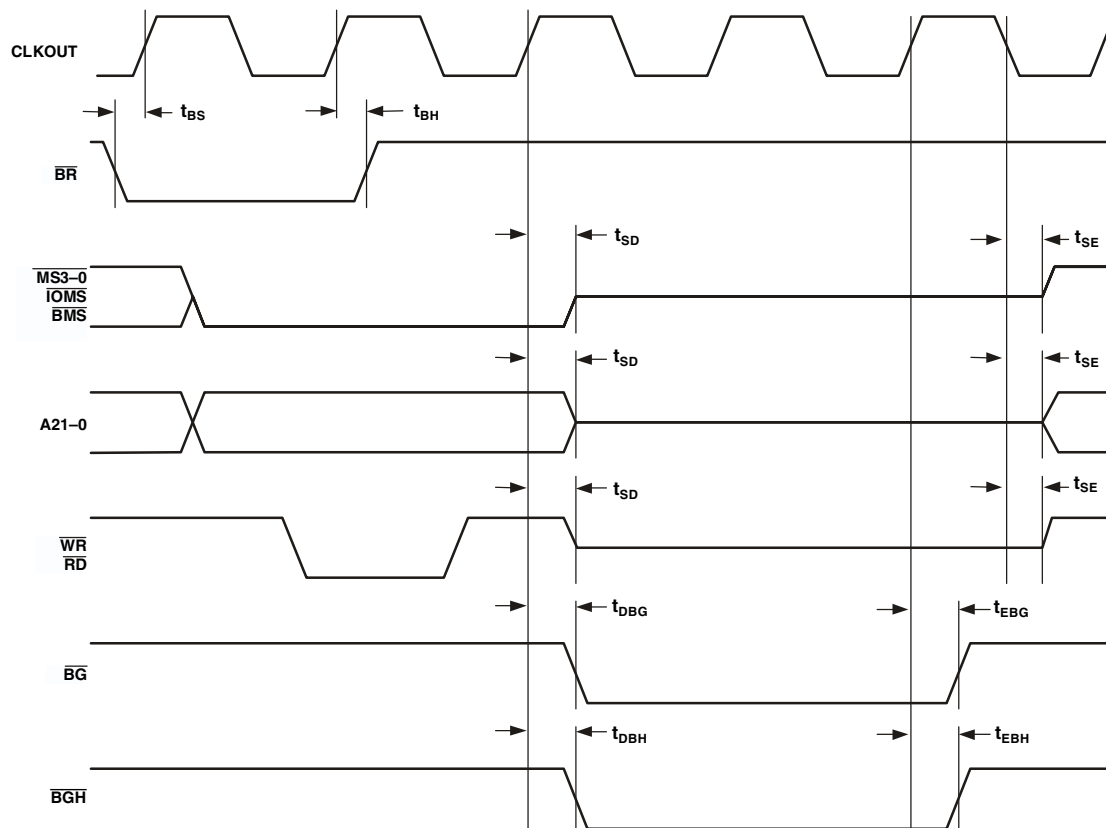 CLKOUT
tBS
tBH
BR
tSD
tSE
MS3–0
IOMS
BMS
tSD
tSE
A21–0
tSD
tSE
WR
RD
tDBG
tEBG
BG
tDBH
tEBH
BGH